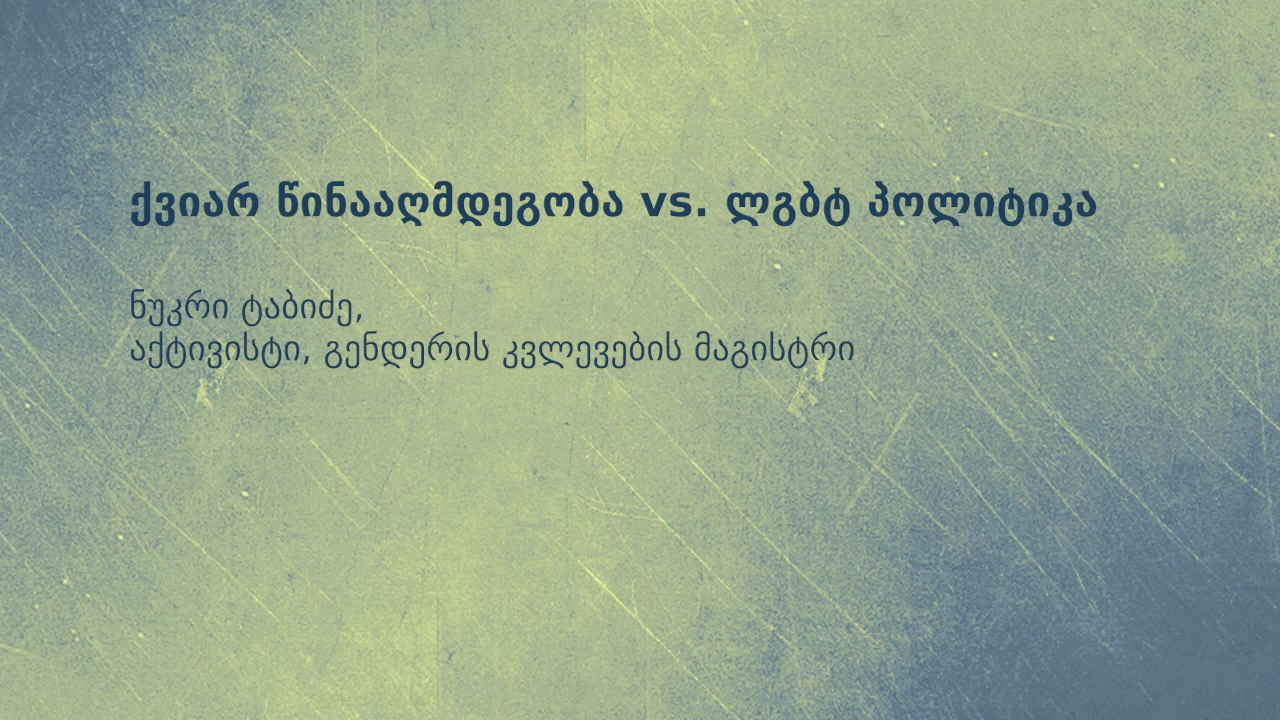 ქვიარ წინააღმდეგობა vs. ლგბტ პოლიტიკა
ნუკრი ტაბიძე,
აქტივისტი, გენდერის კვლევების მაგისტრი